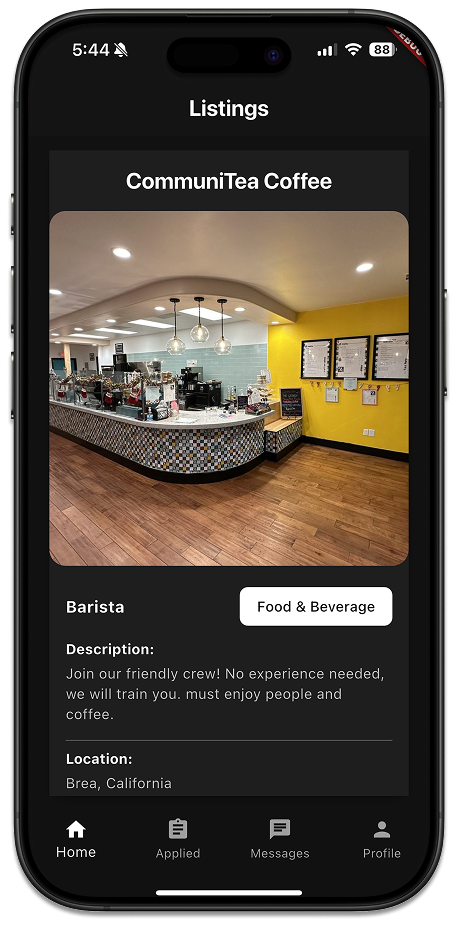 5:44
88
DEBUG
Listings
CommuniTea Coffee
Barista
Food & Beverage
Description:
Join our friendly crew! No experience needed,
we will train you. must enjoy people and
coffee.
Location:
Brea, California
Home
Applied
Messages
Profile